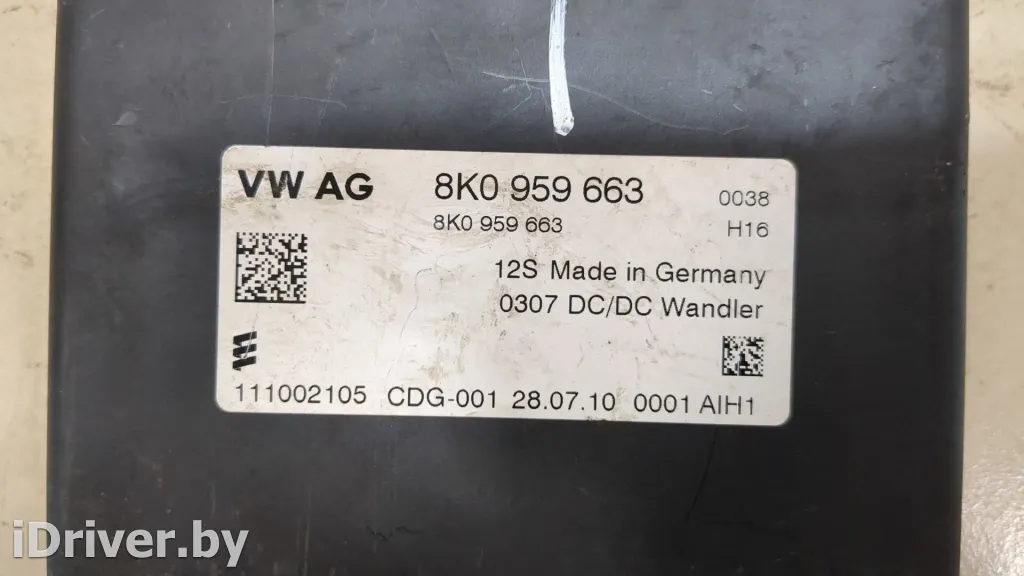 VW AG 8K0 959 663 0038
8K0 959 663 H16
12S Made in Germany
0307 DC/DC Wandler
111002105 CDG-001 28.07.10 0001 AIH1
iDriver.by